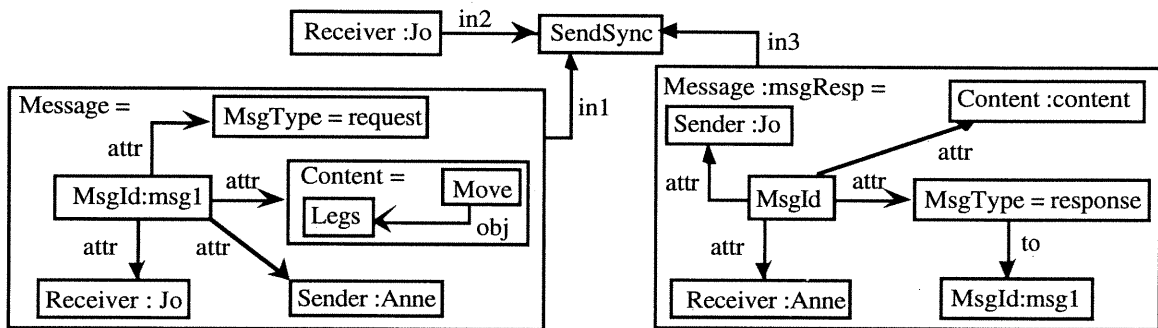 Receiver :Jo
in2
SendSync
in3
in1
Message =
MsgType = request
attr
MsgId:msg1
attr
Content =
Move
Legs
obj
attr
attr
Receiver : Jo
Sender :Anne
Message :msgResp =
Content :content
Sender :Jo
attr
attr
MsgId
attr
MsgType = response
attr
to
Receiver :Anne
MsgId:msg1